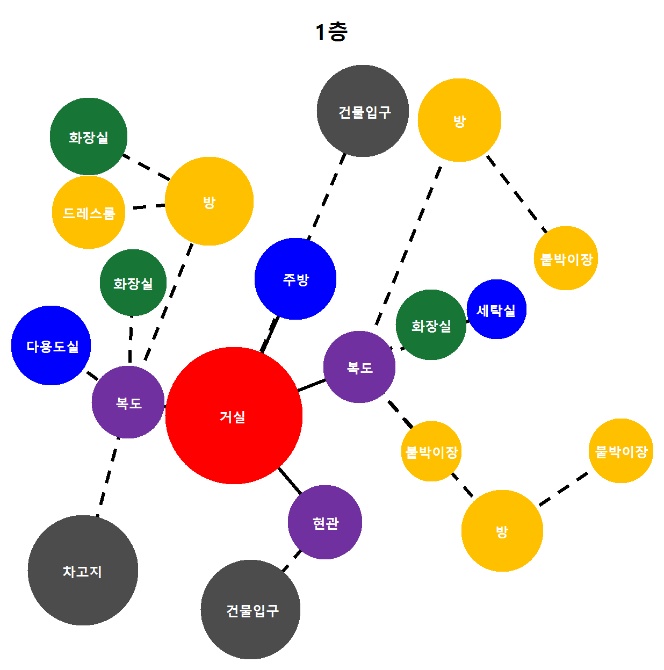 1층
건물입구
방
화장실
방
드레스룸
붙박이장
주방
화장실
세탁실
화장실
다용도실
복도
복도
거실
붙박이장
붙박이장
현관
방
차고지
건물입구